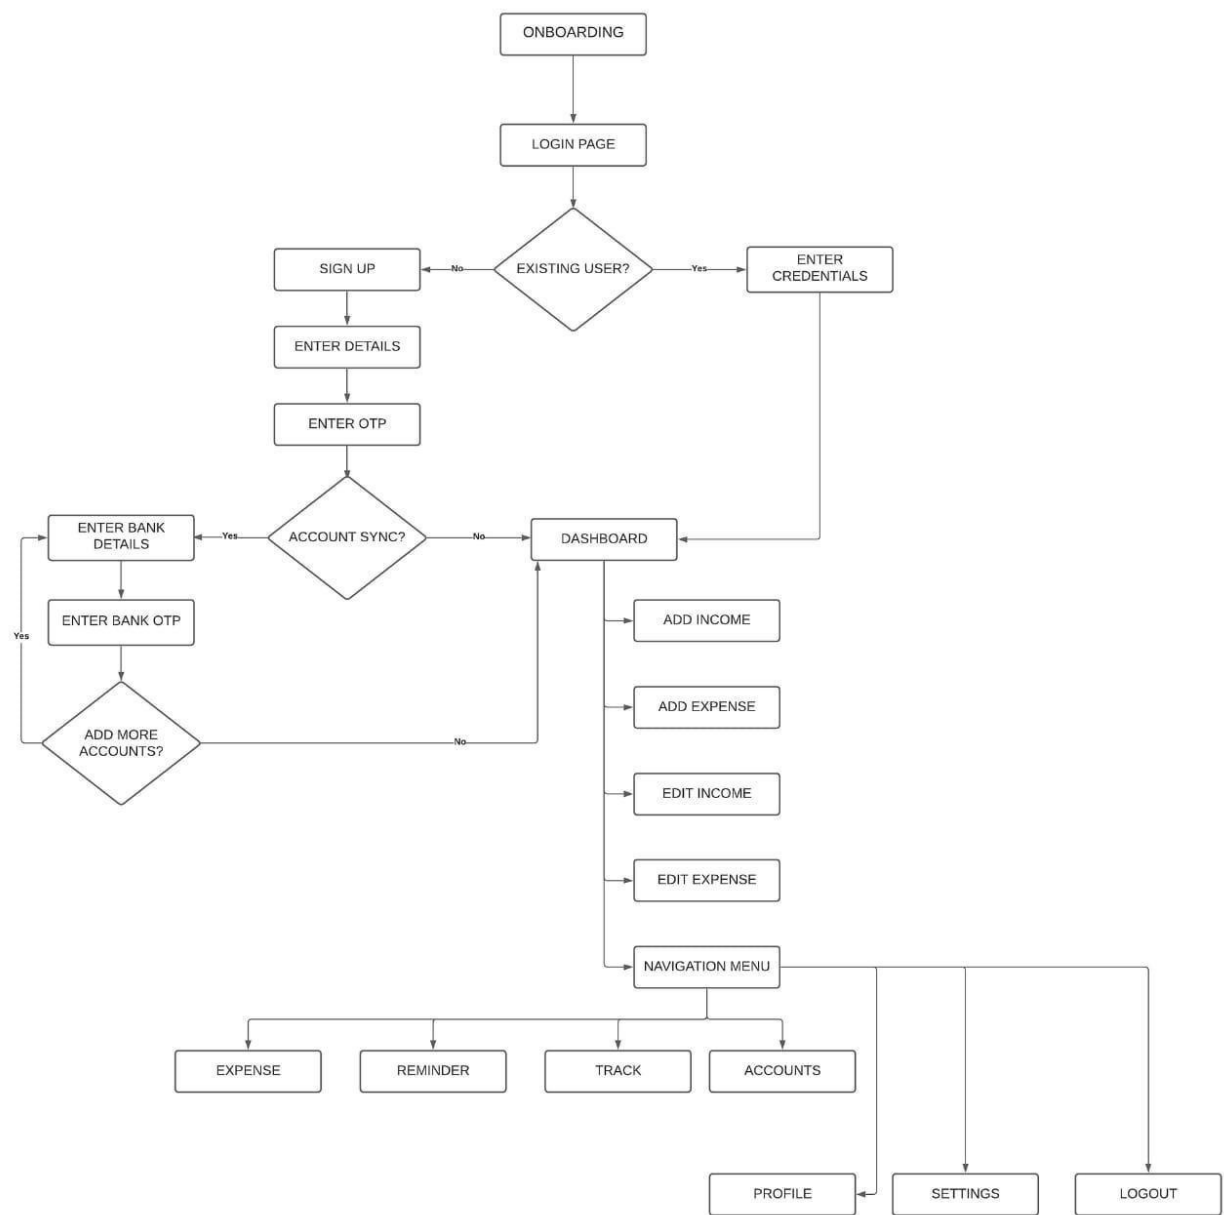 ONBOARDING
LOGIN PAGE
EXISTING USER?
No
Yes
SIGN UP
ENTER
CREDENTIALS
ENTER DETAILS
ENTER OTP
ACCOUNT SYNC?
Yes
No
ENTER BANK
DETAILS
DASHBOARD
ENTER BANK OTP
Yes
ADD MORE
ACCOUNTS?
No
ADD INCOME
ADD EXPENSE
EDIT INCOME
EDIT EXPENSE
NAVIGATION MENU
EXPENSE
REMINDER
TRACK
ACCOUNTS
PROFILE
SETTINGS
LOGOUT